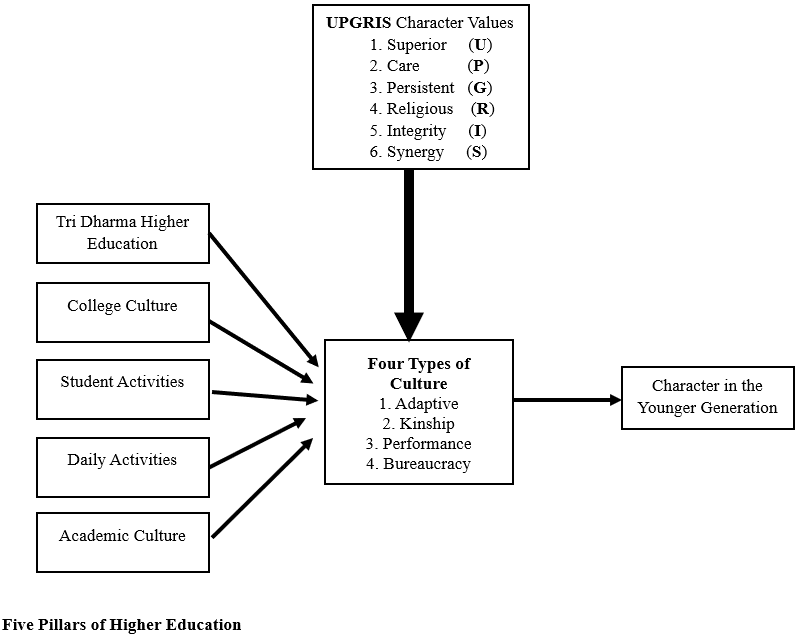 UPGRIS Character Values
1. Superior (U)
2. Care (P)
3. Persistent (G)
4. Religious (R)
5. Integrity (I)
6. Synergy (S)
Tri Dharma Higher
Education
College Culture
Student Activities
Daily Activities
Academic Culture
Four Types of
Culture
1. Adaptive
2. Kinship
3. Performance
4. Bureaucracy
Character in the
Younger Generation
Five Pillars of Higher Education